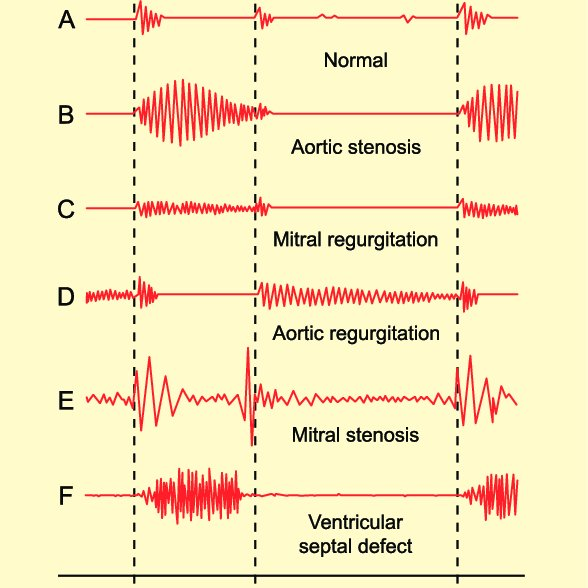 A
Normal
B
Aortic stenosis
C
Mitral regurgitation
D
Aortic regurgitation
E
Mitral stenosis
F
Ventricular
septal defect